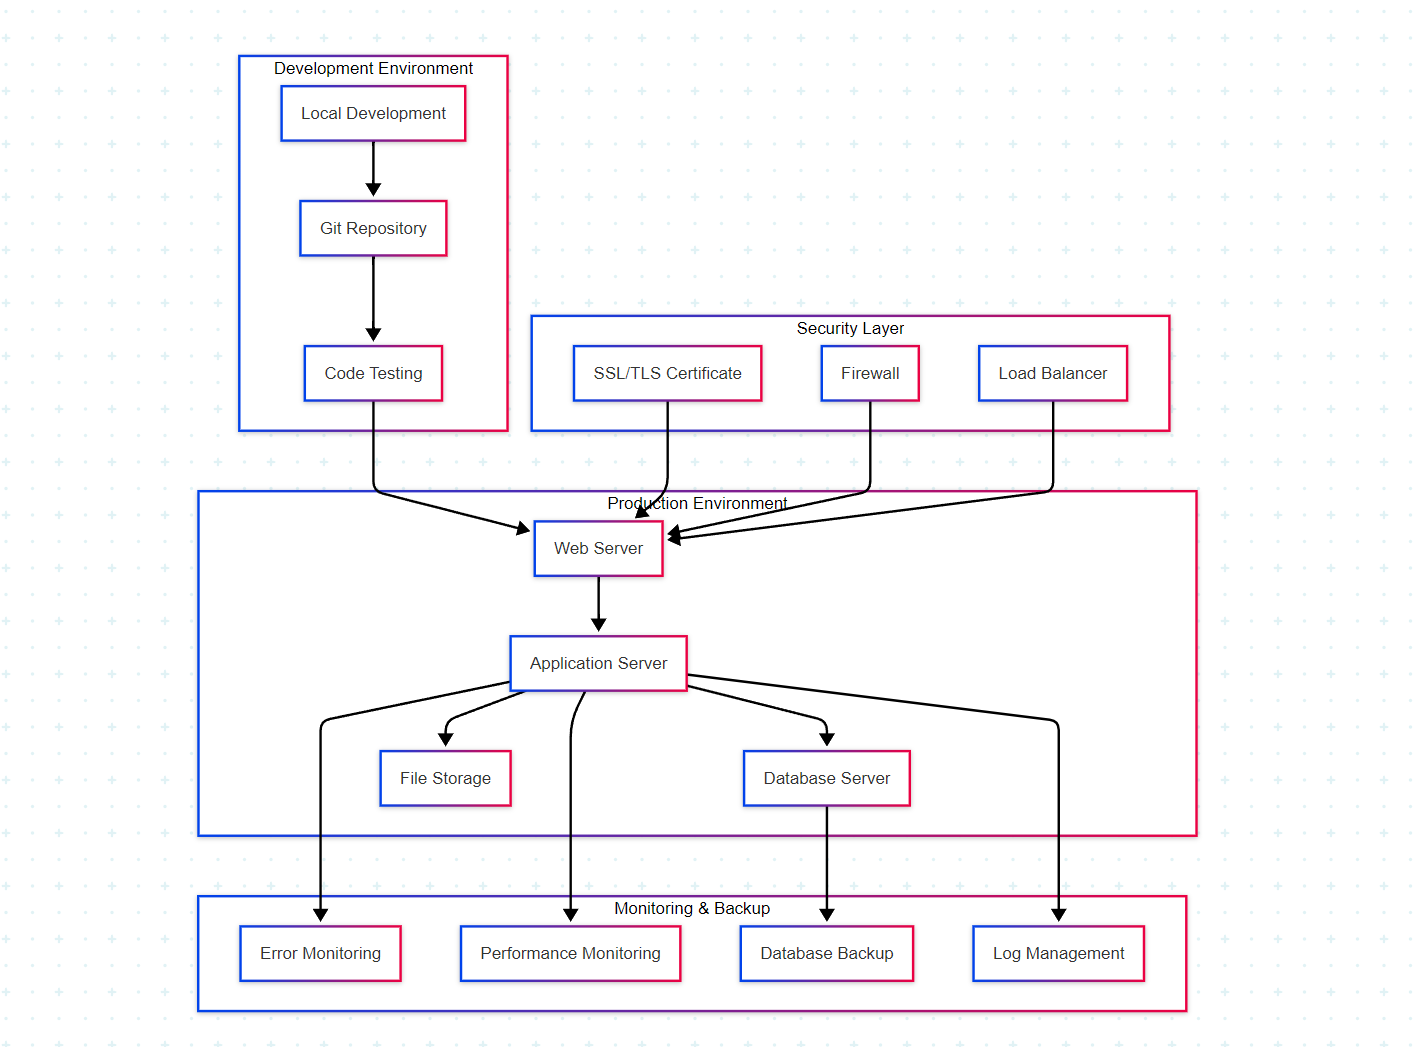 Development Environment
Local Development
Git Repository
Code Testing
Security Layer
SSL/TLS Certificate
Firewall
Load Balancer
Production Environment
Web Server
Application Server
File Storage
Database Server
Monitoring & Backup
Error Monitoring
Performance Monitoring
Database Backup
Log Management